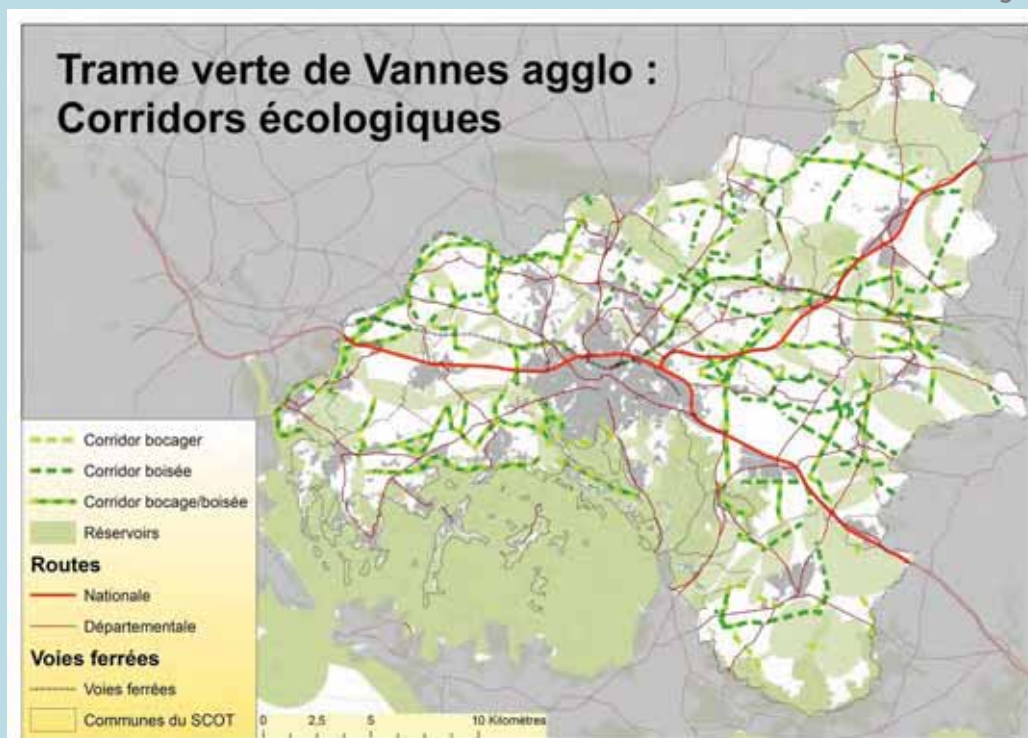 Trame verte de Vannes agglo :
Corridors écologiques
Corridor bocager
Corridor boisée
Corridor bocage/boisée
Réservoirs
Routes
Nationale
Départementale
Voies ferrées
Voies ferrées
Communes du SCOT
0 2,5 5 10 Kilomètres